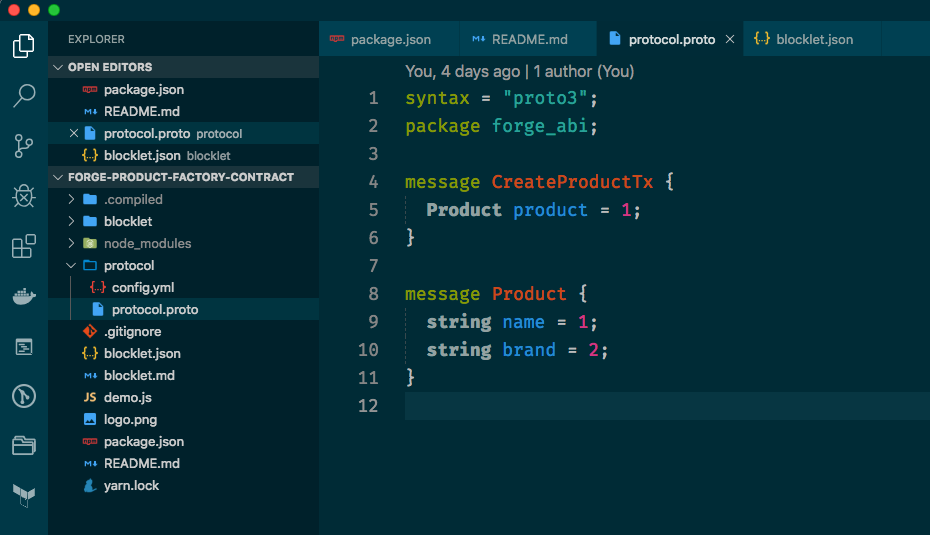 EXPLORER
OPEN EDITORS
package.json
README.md
protocol.proto protocol
blocklet.json blocklet
FORGE-PRODUCT-FACTORY-CONTRACT
.compiled
blocklet
node_modules
protocol
config.yml
protocol.proto
.gitignore
blocklet.json
blocklet.md
JS demo.js
logo.png
package.json
README.md
yarn.lock
package.json README.md protocol.proto blocklet.json
You, 4 days ago | 1 author (You)
1 syntax = "proto3";
2 package forge_abi;
3
4 message CreateProductTx {
5 Product product = 1;
6 }
7
8 message Product {
9 string name = 1;
10 string brand = 2;
11 }
12